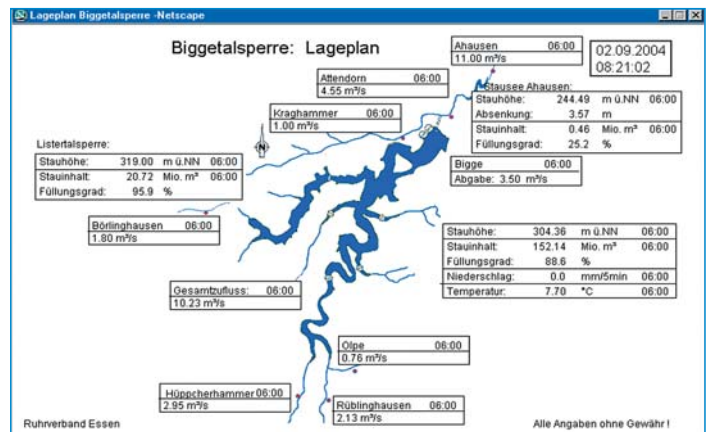 Lageplan Biggetalsperre -Netscape
Biggetalsperre: Lageplan
Ahausen 06:00
11.00 m³/s
02.09.2004
08:21:02
Attendorn 06:00
4.55 m³/s
Stausee Ahausen:
Stauhöhe: 244.49 m ü.NN 06:00
Absenkung: 3.57 m
Stauinhalt: 0.46 Mio. m³ 06:00
Füllungsgrad: 25.2 %
Kraghammer 06:00
1.00 m³/s
N
Listertalsperre:
Stauhöhe: 319.00 m ü.NN 06:00
Stauinhalt: 20.72 Mio. m³ 06:00
Füllungsgrad: 95.9 %
Bigge 06:00
Abgabe: 3.50 m³/s
Börlinghausen 06:00
1.80 m³/s
Stauhöhe: 304.36 m ü.NN 06:00
Stauinhalt: 152.14 Mio. m³ 06:00
Füllungsgrad: 88.6 %
Niederschlag: 0.0 mm/5min 06:00
Temperatur: 7.70 °C 06:00
Gesamtzufluss: 06:00
10.23 m³/s
Olpe 06:00
0.76 m³/s
Hüppcherhammer 06:00
2.95 m³/s
Rüblinghausen 06:00
2.13 m³/s
Ruhrverband Essen
Alle Angaben ohne Gewähr !